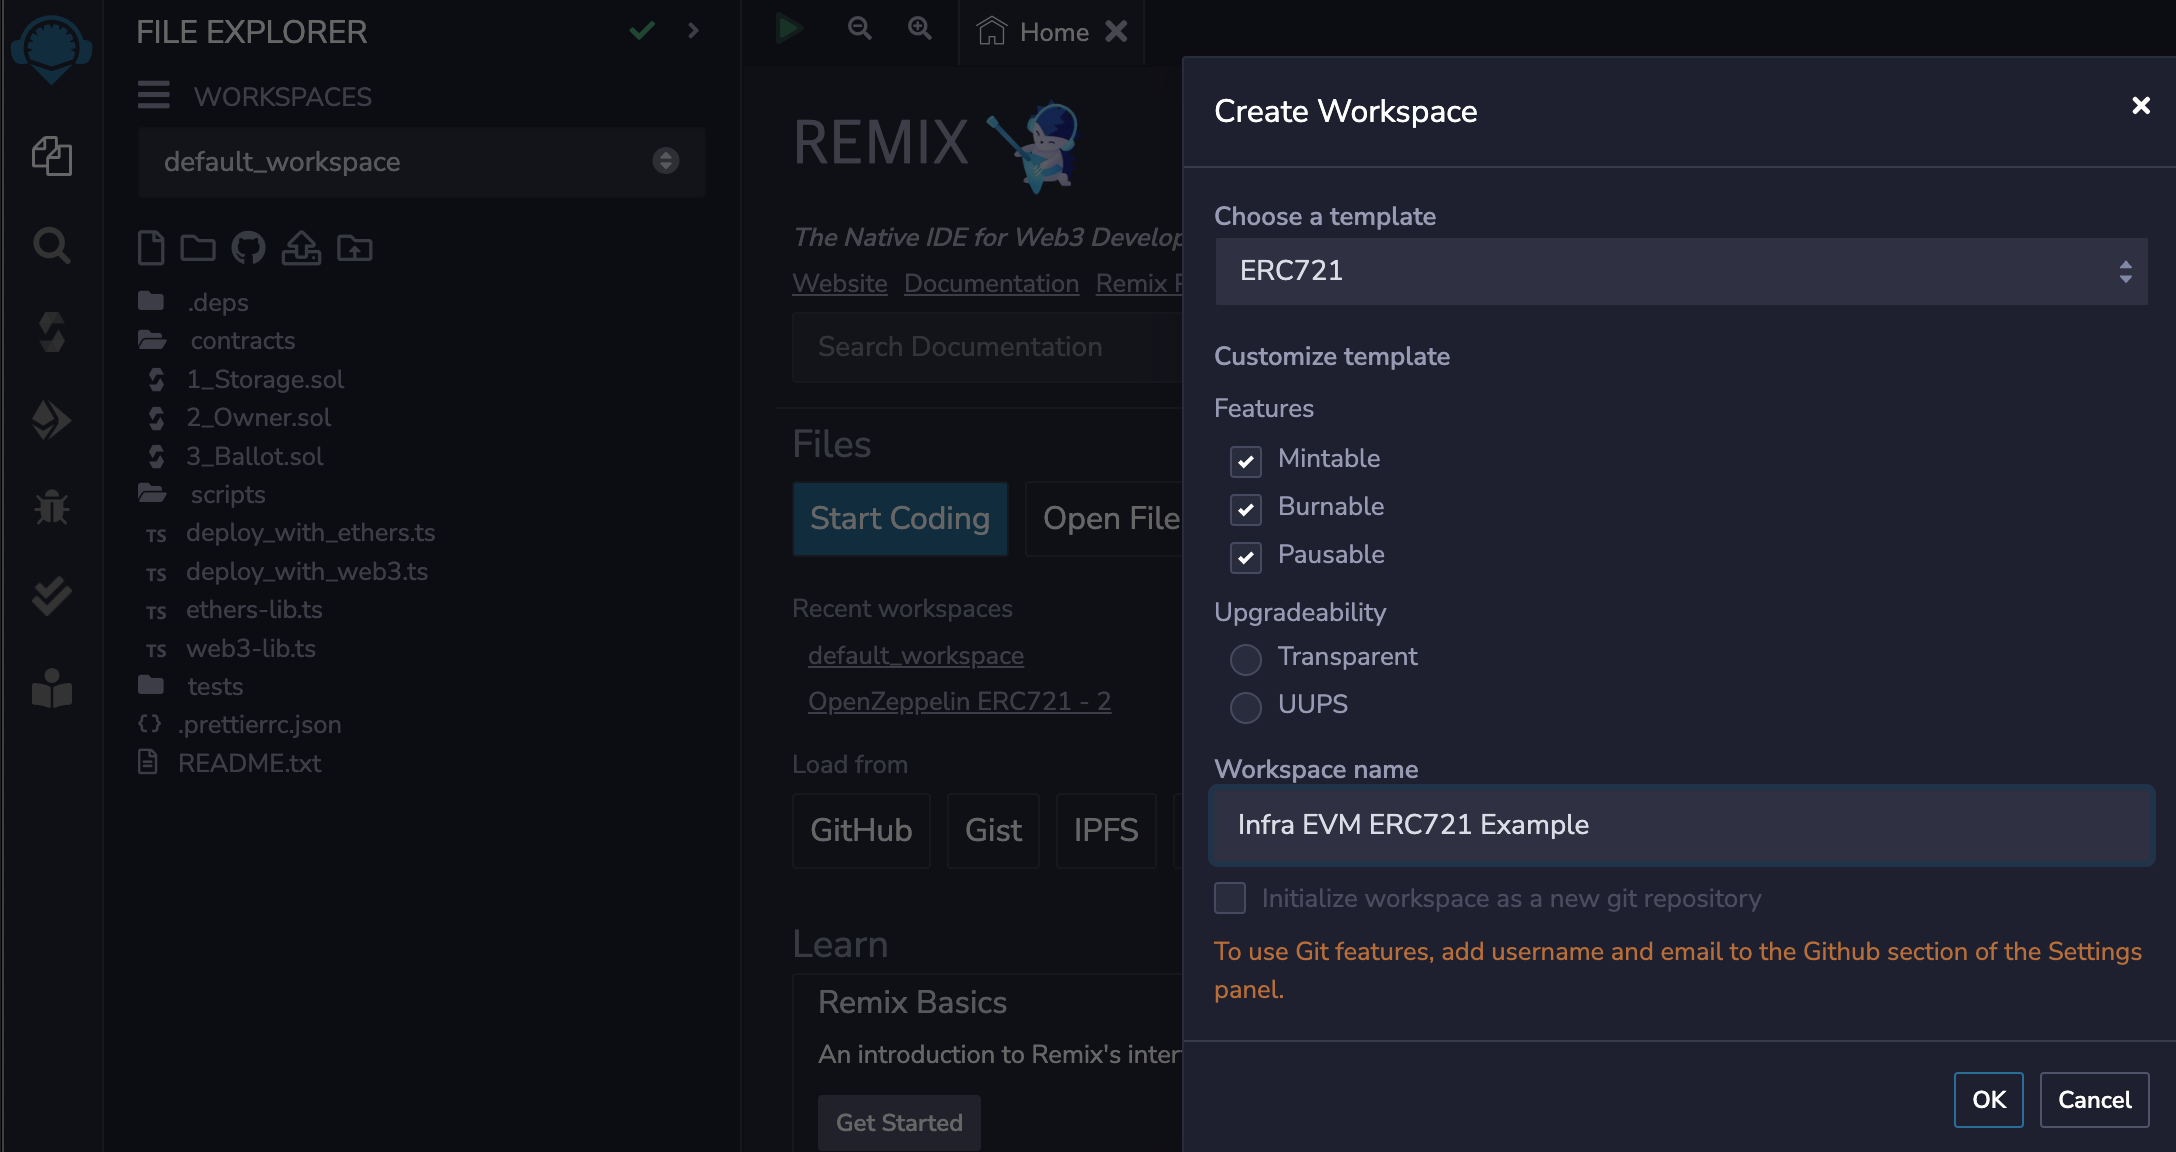 FILE EXPLORER
WORKSPACES
default_workspace
.deps
contracts
1_Storage.sol
2_Owner.sol
3_Ballot.sol
scripts
TS deploy_with_ethers.ts
TS deploy_with_web3.ts
TS ethers-lib.ts
TS web3-lib.ts
tests
{} .prettierrc.json
README.txt
Home
REMIX
The Native IDE for Web3 Develop
Website Documentation Remix P
Search Documentation
Files
Start Coding Open File
Recent workspaces
default_workspace
OpenZeppelin ERC721 - 2
Load from
GitHub Gist IPFS
Learn
Remix Basics
An introduction to Remix's inter
Get Started
Create Workspace
Choose a template
ERC721
Customize template
Features
Mintable
Burnable
Pausable
Upgradeability
Transparent
UUPS
Workspace name
Infra EVM ERC721 Example
Initialize workspace as a new git repository
To use Git features, add username and email to the Github section of the Settings
panel.
OK Cancel